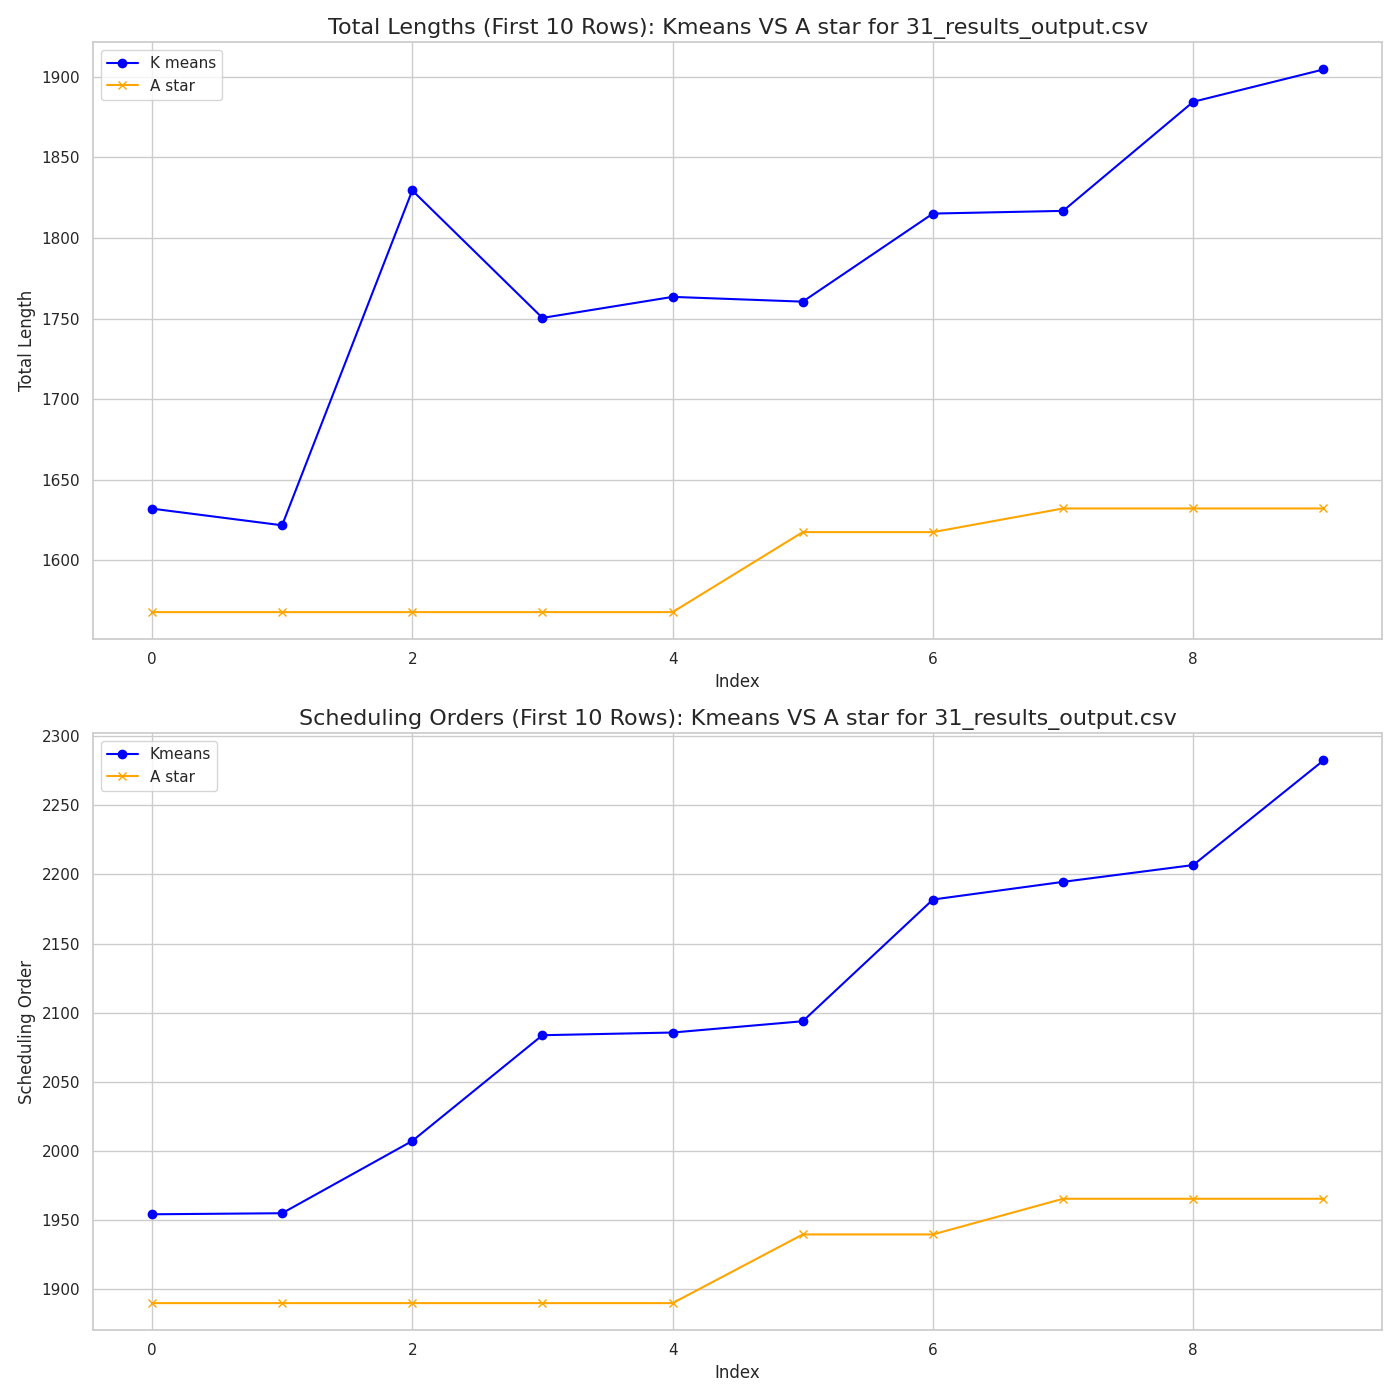 Total Lengths (First 10 Rows): Kmeans VS A star for 31_results_output.csv
K means
A star
1900
1850
1800
1750
1700
1650
1600
Total Length
0 2 4 6 8
Index
Scheduling Orders (First 10 Rows): Kmeans VS A star for 31_results_output.csv
Kmeans
A star
2300
2250
2200
2150
2100
2050
2000
1950
1900
Scheduling Order
0 2 4 6 8
Index